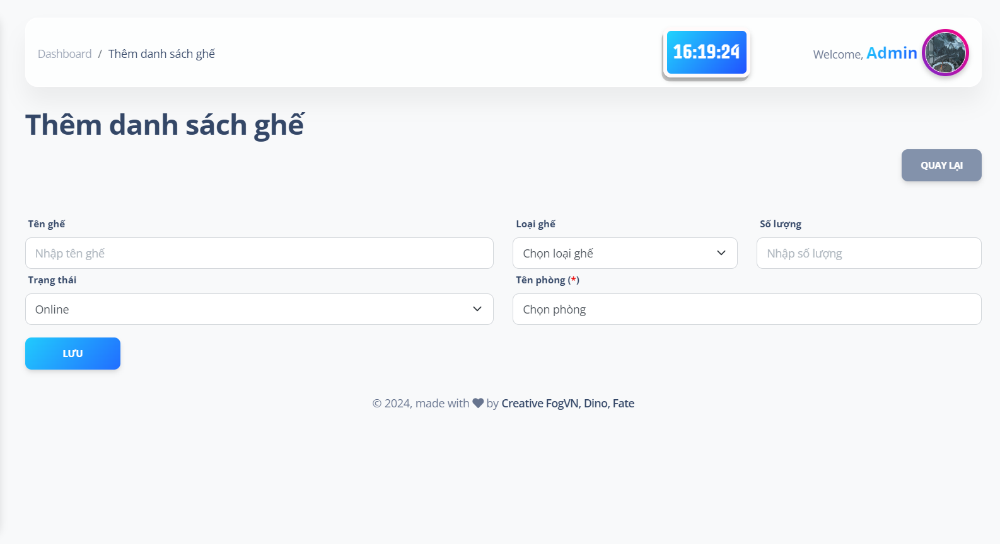 Dashboard / Thêm danh sách ghế
16:19:24
Welcome, Admin
Thêm danh sách ghế
QUAY LẠI
Tên ghế
Loại ghế
Số lượng
Nhập tên ghế
Chọn loại ghế
Nhập số lượng
Trạng thái
Tên phòng (*)
Online
Chọn phòng
LƯU
© 2024, made with ♥ by Creative FogVN, Dino, Fate